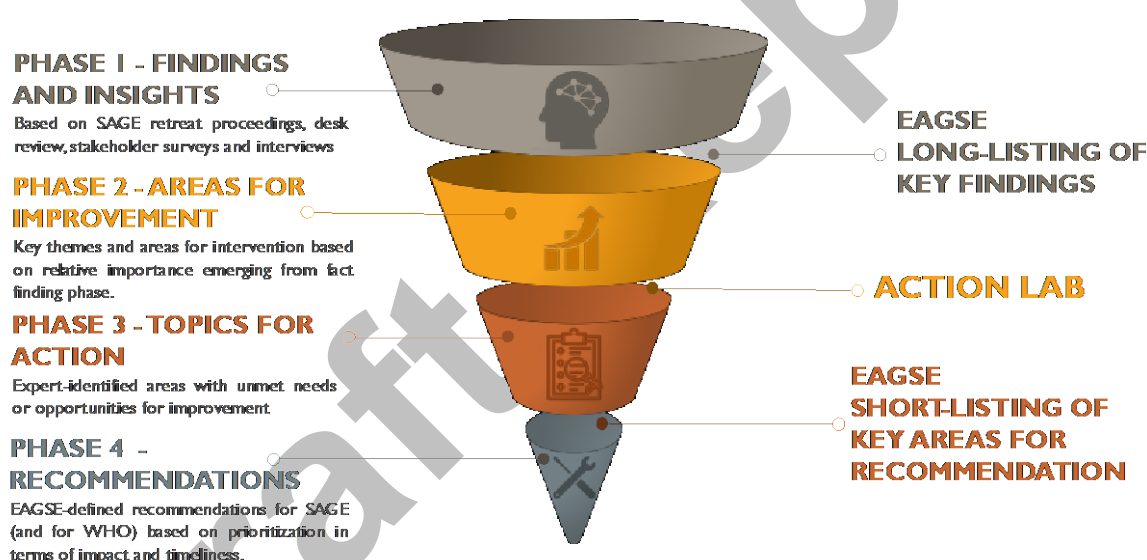 PHASE 1 - FINDINGS
AND INSIGHTS
Based on SAGE retreat proceedings, desk
review, stakeholder surveys and interviews
PHASE 2 - AREAS FOR
IMPROVEMENT
Key themes and areas for intervention based
on relative importance emerging from fact
finding phase.
PHASE 3 - TOPICS FOR
ACTION
Expert-identified areas with unmet needs
or opportunities for improvement
PHASE 4 -
RECOMMENDATIONS
EAGSE-defined recommendations for SAGE
(and for WHO) based on prioritization in
terms of impact and timeliness.
EAGSE
LONG-LISTING OF
KEY FINDINGS
ACTION LAB
EAGSE
SHORT-LISTING OF
KEY AREAS FOR
RECOMMENDATION